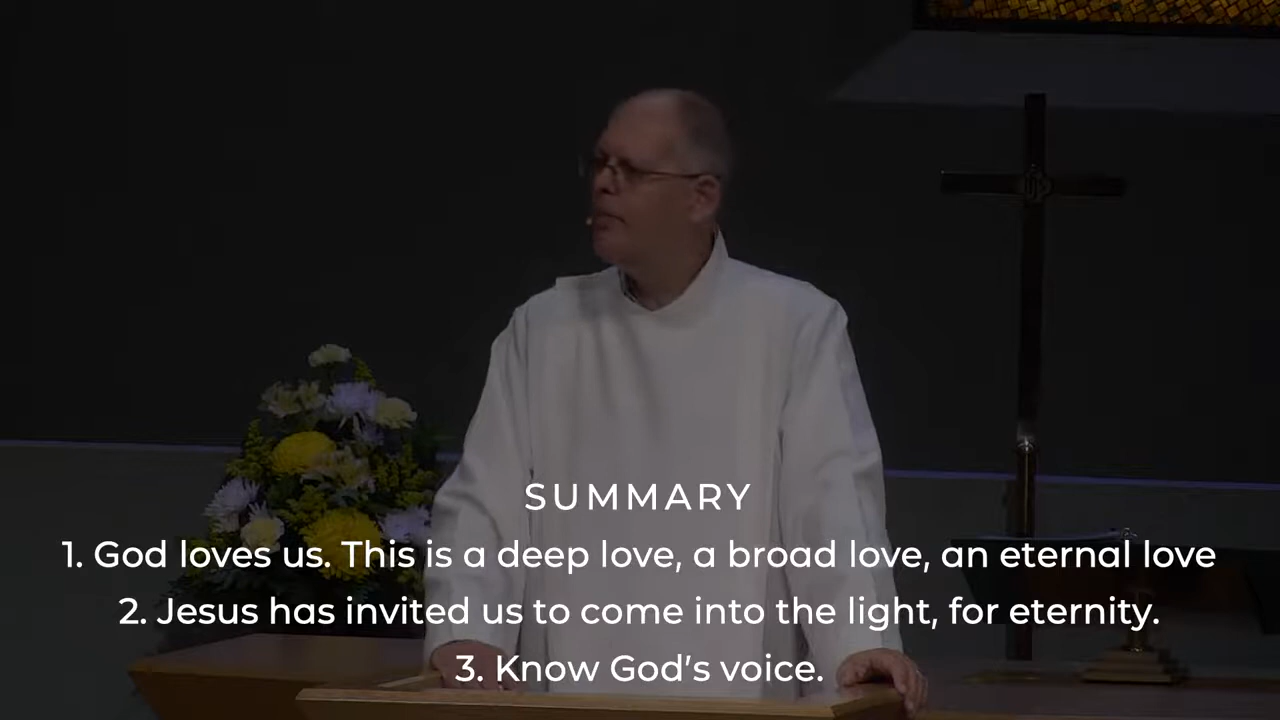 SUMMARY
1. God loves us. This is a deep love, a broad love, an eternal love
2. Jesus has invited us to come into the light, for eternity.
3. Know God's voice.